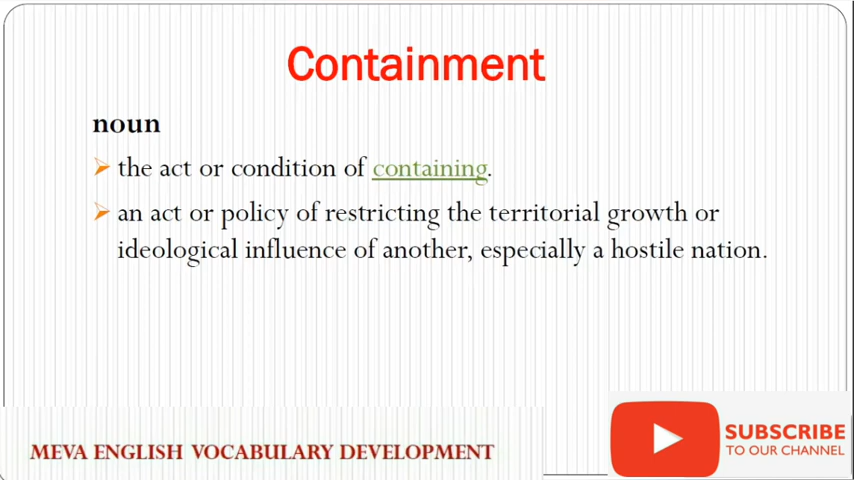 Containment
noun
the act or condition of containing.
an act or policy of restricting the territorial growth or
ideological influence of another, especially a hostile nation.
MEVA ENGLISH VOCABULARY DEVELOPMENT
SUBSCRIBE
TO OUR CHANNEL